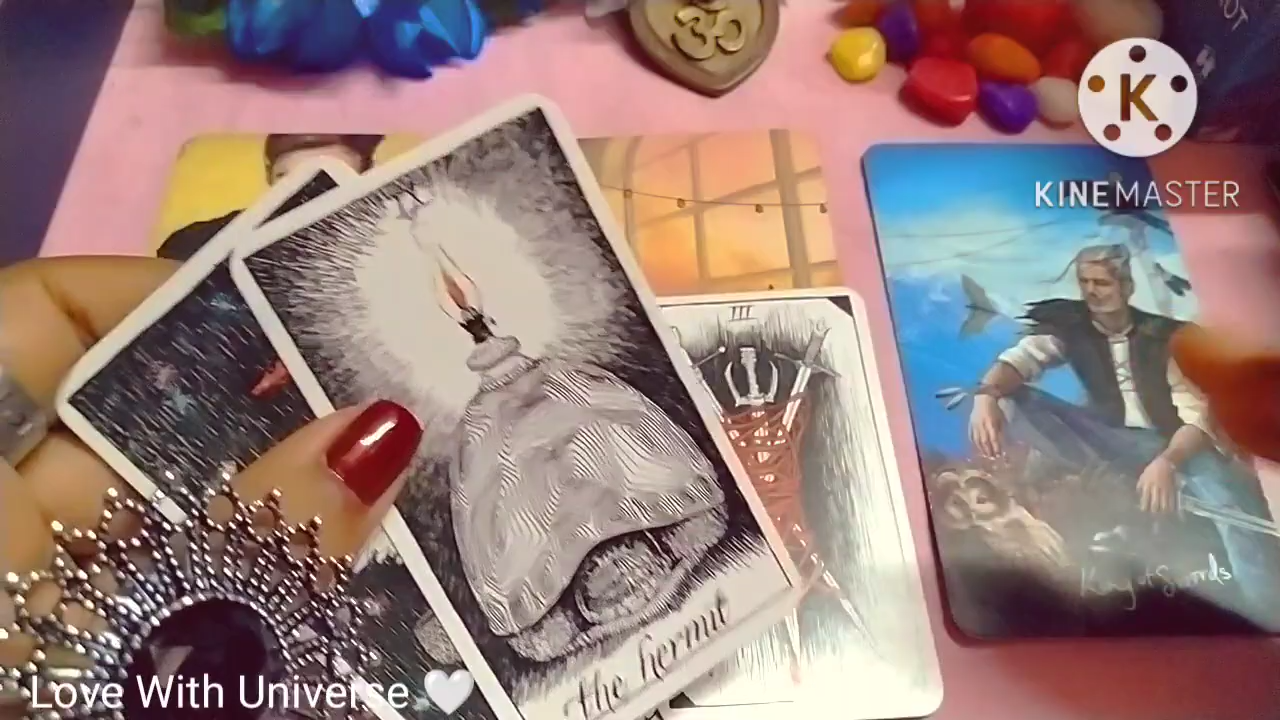 KINEMASTER
III
King of Swords
the hermit
Love With Universe 🤍